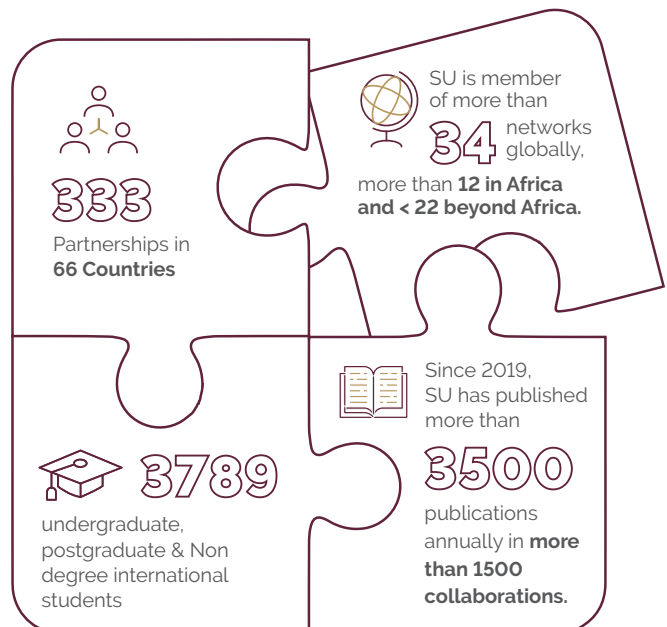 333
Partnerships in
66 Countries
SU is member
of more than
34 networks
globally,
more than 12 in Africa
and < 22 beyond Africa.
3789
undergraduate,
postgraduate & Non
degree international
students
Since 2019,
SU has published
more than
3500
publications
annually in more
than 1500
collaborations.